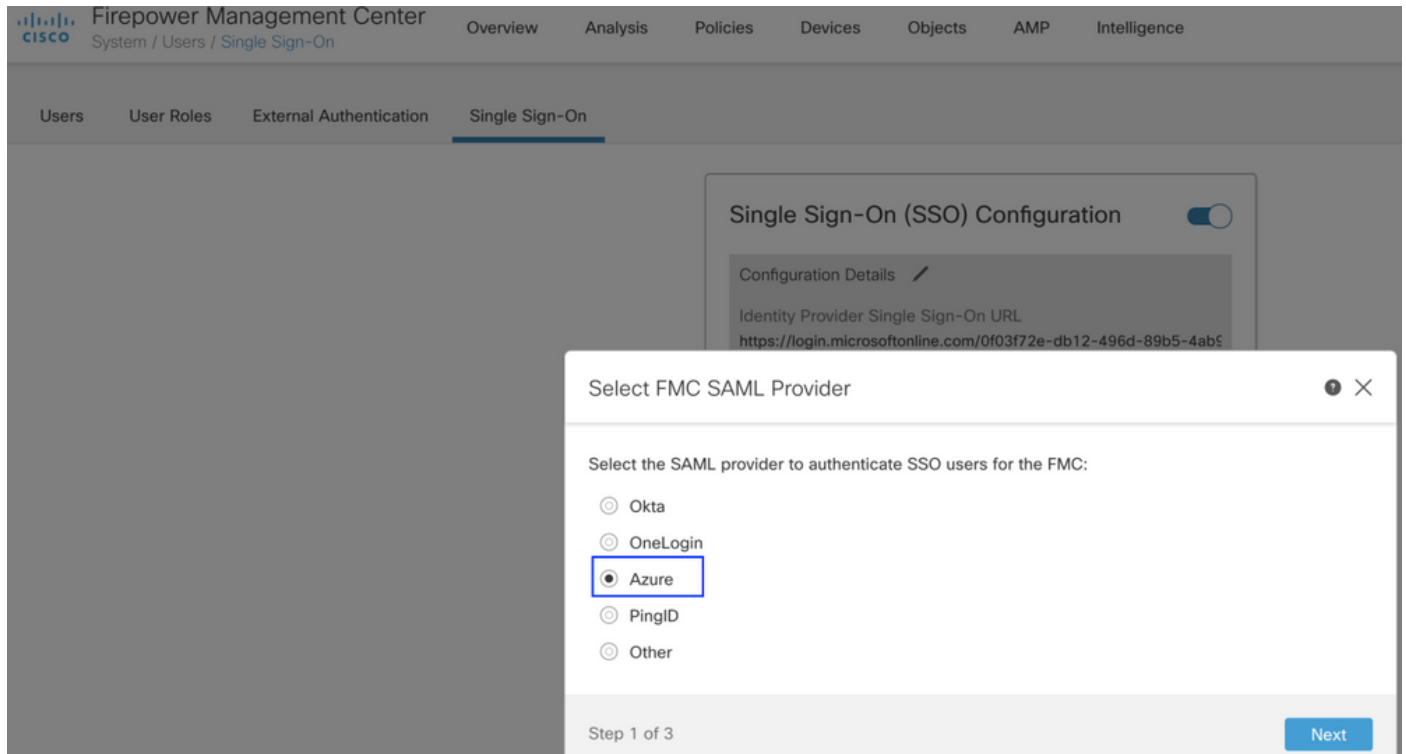 Firepower Management Center
CISCO
System / Users / Single Sign-On
Overview Analysis Policies Devices Objects AMP Intelligence
Users User Roles External Authentication Single Sign-On
Single Sign-On (SSO) Configuration
Configuration Details
Identity Provider Single Sign-On URL
https://login.microsoftonline.com/0f03f72e-db12-496d-89b5-4ab9
Select FMC SAML Provider ?
Select the SAML provider to authenticate SSO users for the FMC:
Okta
OneLogin
Azure
PingID
Other
Step 1 of 3 Next